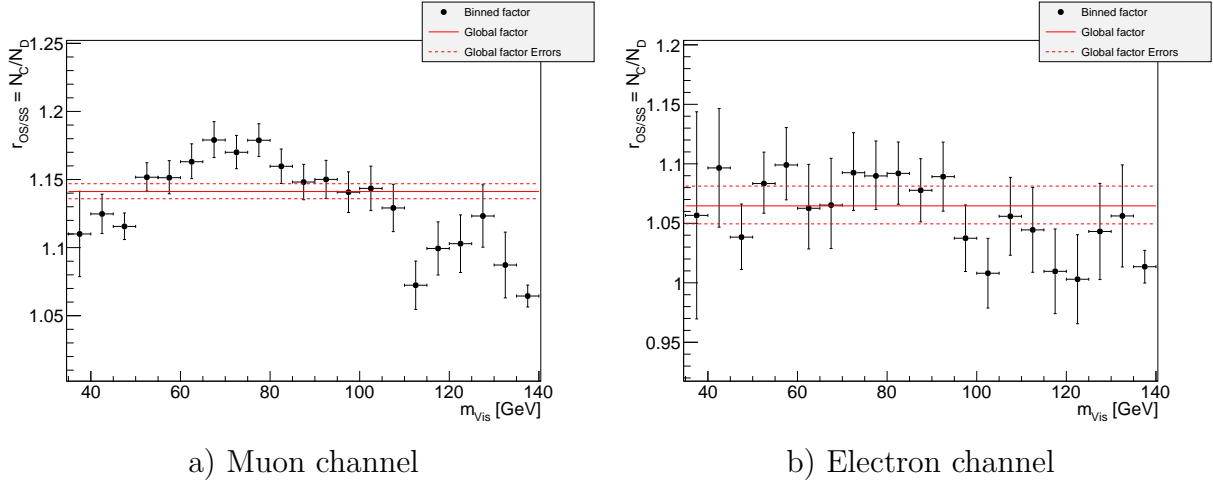 Binned factor
Global factor
Global factor Errors
r_OS/SS = N_C/N_D
1.25
1.2
1.15
1.1
1.05
40 60 80 100 120 140
m_Vis [GeV]
a) Muon channel
Binned factor
Global factor
Global factor Errors
r_OS/SS = N_C/N_D
1.2
1.15
1.1
1.05
1
0.95
40 60 80 100 120 140
m_Vis [GeV]
b) Electron channel